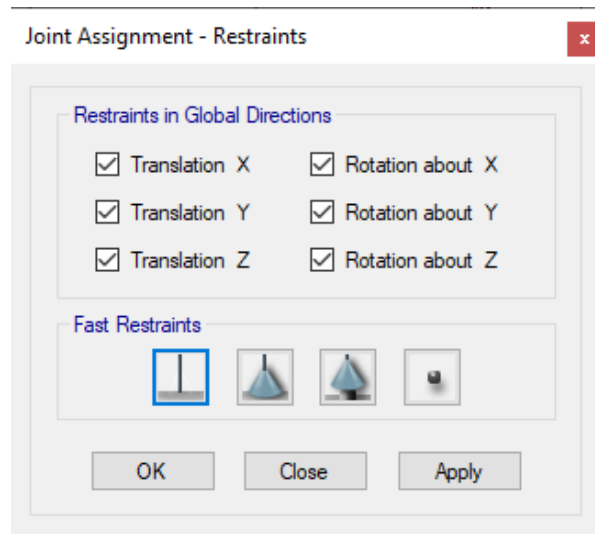 Joint Assignment - Restraints
x
Restraints in Global Directions
Translation X
Rotation about X
Translation Y
Rotation about Y
Translation Z
Rotation about Z
Fast Restraints
OK
Close
Apply